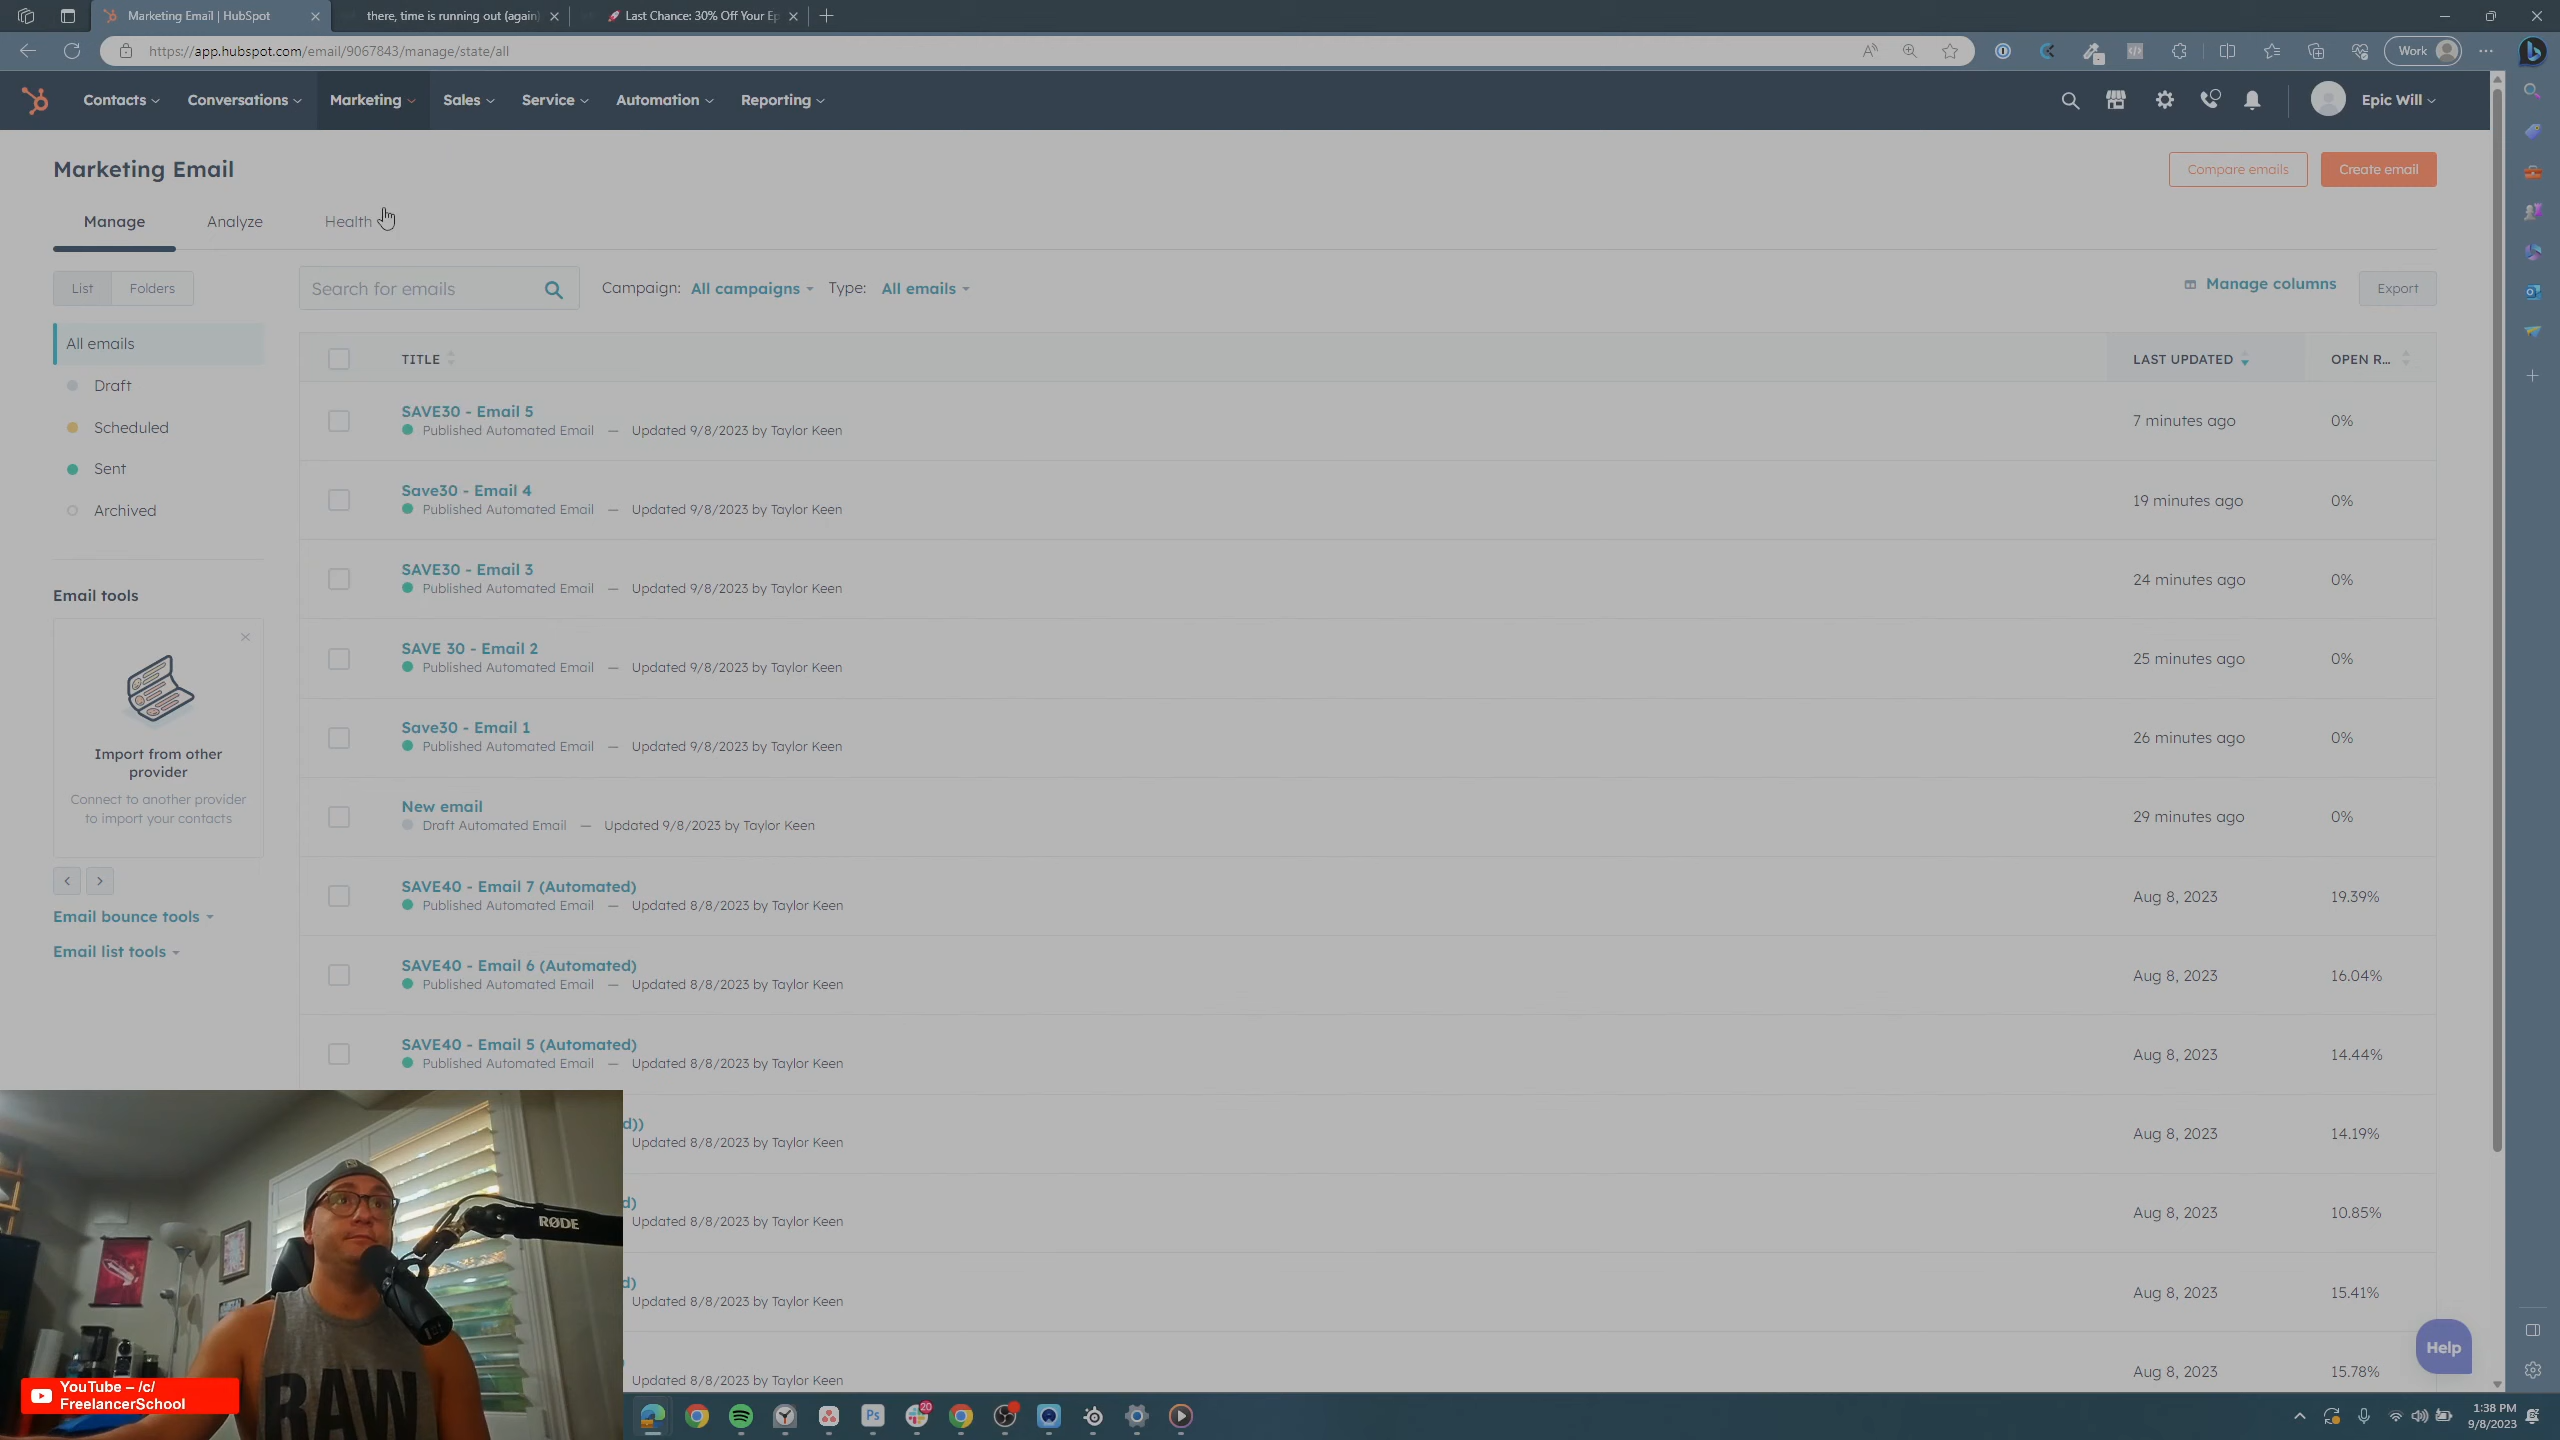 Marketing Email | HubSpot
there, time is running out (again)
🚀 Last Chance: 30% Off Your Ep
https://app.hubspot.com/email/9067843/manage/state/all
Work
Contacts Conversations Marketing Sales Service Automation Reporting
Epic Will
Marketing Email
Compare emails
Create email
Manage Analyze Health
List Folders
Search for emails
Campaign: All campaigns Type: All emails
Manage columns
Export
All emails
Draft
Scheduled
Sent
Archived
Email tools
Import from other
provider
Connect to another provider
to import your contacts
Email bounce tools
Email list tools
TITLE LAST UPDATED OPEN R...
SAVE30 - Email 5
Published Automated Email — Updated 9/8/2023 by Taylor Keen
7 minutes ago 0%
Save30 - Email 4
Published Automated Email — Updated 9/8/2023 by Taylor Keen
19 minutes ago 0%
SAVE30 - Email 3
Published Automated Email — Updated 9/8/2023 by Taylor Keen
24 minutes ago 0%
SAVE 30 - Email 2
Published Automated Email — Updated 9/8/2023 by Taylor Keen
25 minutes ago 0%
Save30 - Email 1
Published Automated Email — Updated 9/8/2023 by Taylor Keen
26 minutes ago 0%
New email
Draft Automated Email — Updated 9/8/2023 by Taylor Keen
29 minutes ago 0%
SAVE40 - Email 7 (Automated)
Published Automated Email — Updated 8/8/2023 by Taylor Keen
Aug 8, 2023 19.39%
SAVE40 - Email 6 (Automated)
Published Automated Email — Updated 8/8/2023 by Taylor Keen
Aug 8, 2023 16.04%
SAVE40 - Email 5 (Automated)
Published Automated Email — Updated 8/8/2023 by Taylor Keen
Aug 8, 2023 14.44%
d))
Updated 8/8/2023 by Taylor Keen
Aug 8, 2023 14.19%
d)
Updated 8/8/2023 by Taylor Keen
Aug 8, 2023 10.85%
d)
Updated 8/8/2023 by Taylor Keen
Aug 8, 2023 15.41%
Updated 8/8/2023 by Taylor Keen
Aug 8, 2023 15.78%
Help
RØDE
RAW
YouTube – /c/
FreelancerSchool
Ps
20
1:38 PM
9/8/2023